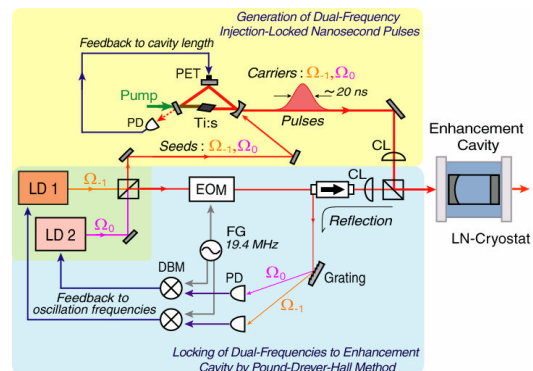 Generation of Dual-Frequency
Injection-Locked Nanosecond Pulses
Feedback to cavity length
PET
Carriers : Ω-1, Ω0
Pump
~ 20 ns
PD
Ti:s
Pulses
Seeds : Ω-1, Ω0
CL
Enhancement
Cavity
LD 1
Ω-1
EOM
CL
LD 2
Ω0
FG
19.4 MHz
Reflection
LN-Cryostat
DBM
PD
Ω0
Grating
Feedback to
oscillation frequencies
Ω-1
Locking of Dual-Frequencies to Enhancement
Cavity by Pound-Drever-Hall Method